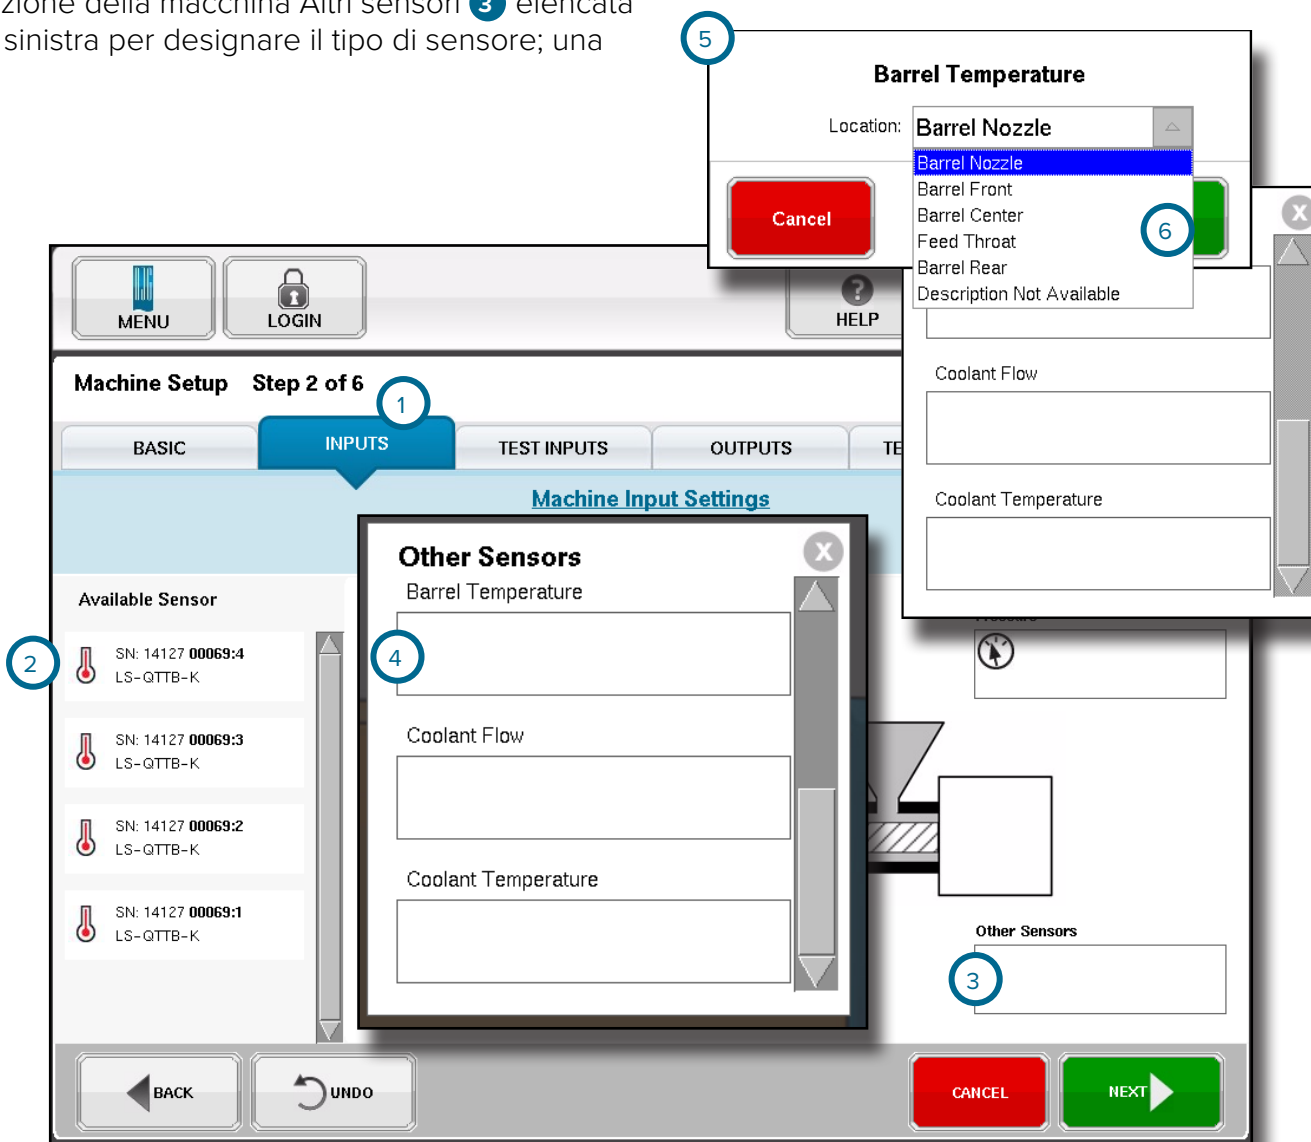 zione della macchina Altri sensori 3 elencata
sinistra per designare il tipo di sensore; una
5
Barrel Temperature
Location: Barrel Nozzle
Barrel Nozzle
Barrel Front
Barrel Center
Feed Throat
Barrel Rear
Description Not Available
Cancel
6
X
MENU
LOGIN
?
HELP
Coolant Flow
Coolant Temperature
Machine Setup Step 2 of 6
1
BASIC
INPUTS
TEST INPUTS
OUTPUTS
TE
Machine Input Settings
Other Sensors
X
Barrel Temperature
4
Coolant Flow
Coolant Temperature
Available Sensor
2
SN: 14127 00069:4
LS-QTTB-K
SN: 14127 00069:3
LS-QTTB-K
SN: 14127 00069:2
LS-QTTB-K
SN: 14127 00069:1
LS-QTTB-K
Pressure
Other Sensors
3
BACK
UNDO
CANCEL
NEXT